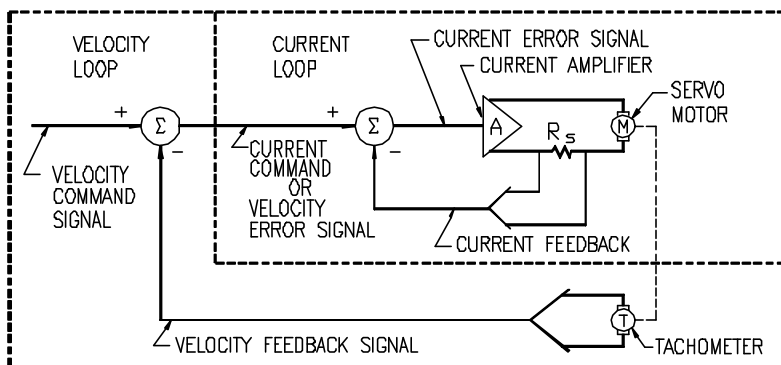 VELOCITY
LOOP
CURRENT
LOOP
CURRENT ERROR SIGNAL
CURRENT AMPLIFIER
SERVO
MOTOR
+
Σ
-
+
Σ
-
A
R s
M
VELOCITY
COMMAND
SIGNAL
CURRENT
COMMAND
OR
VELOCITY
ERROR SIGNAL
CURRENT FEEDBACK
VELOCITY FEEDBACK SIGNAL
T
TACHOMETER